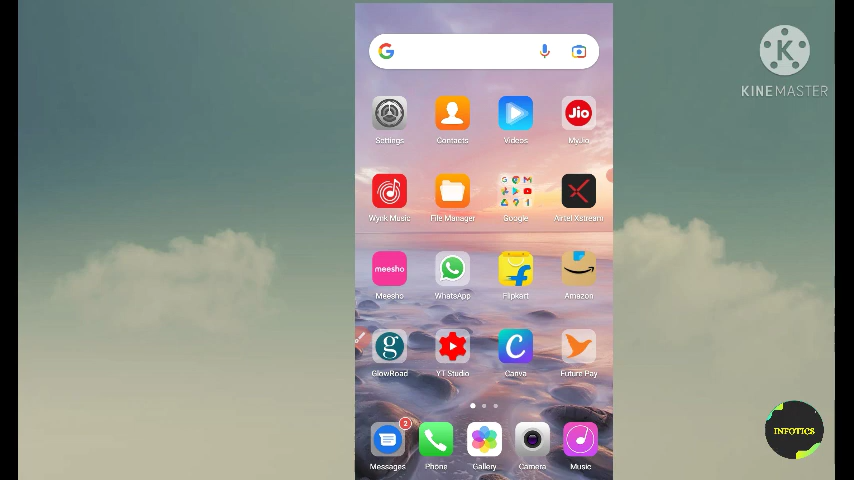 KINEMASTER
Settings Contacts Videos Jio MyJio
Wynk Music File Manager Google Airtel Xstream
meesho
Meesho WhatsApp Flipkart Amazon
GlowRoad YT Studio Canva Future Pay
2
Messages Phone Gallery Camera Music
INFOTICS